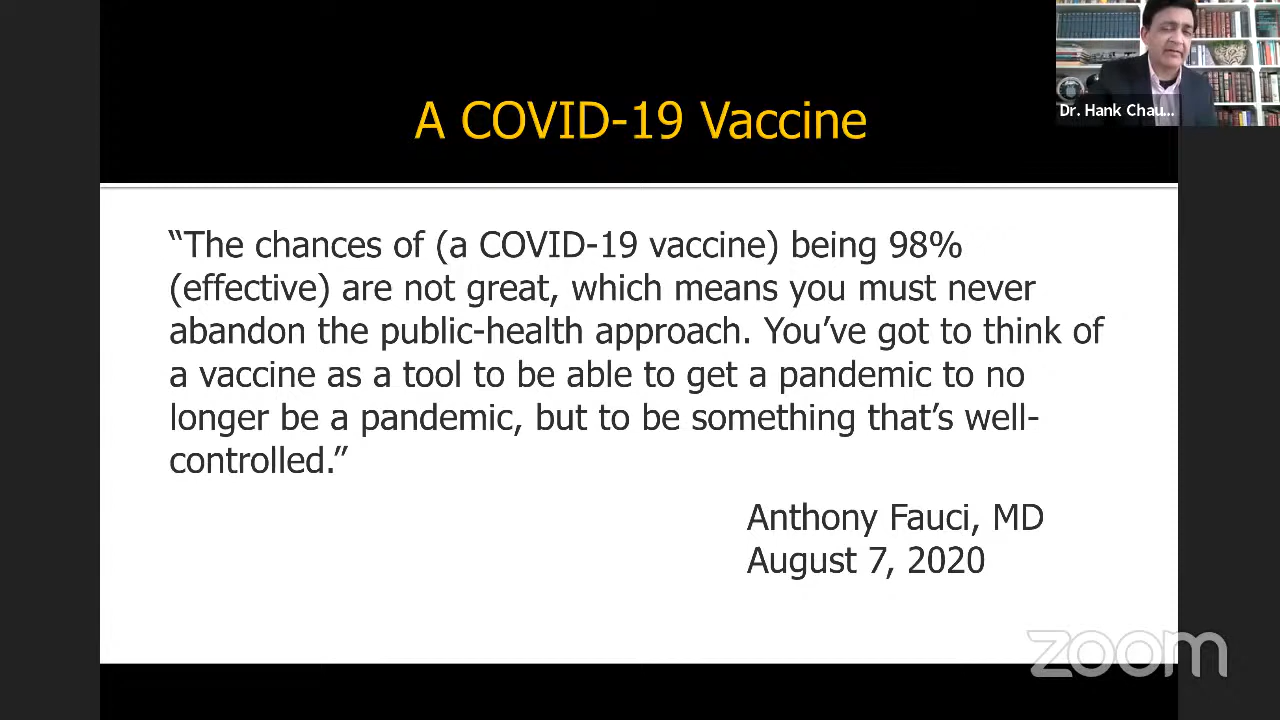 Dr. Hank Chau...
A COVID-19 Vaccine
“The chances of (a COVID-19 vaccine) being 98%
(effective) are not great, which means you must never
abandon the public-health approach. You’ve got to think of
a vaccine as a tool to be able to get a pandemic to no
longer be a pandemic, but to be something that’s well-
controlled.”
Anthony Fauci, MD
August 7, 2020
zoom